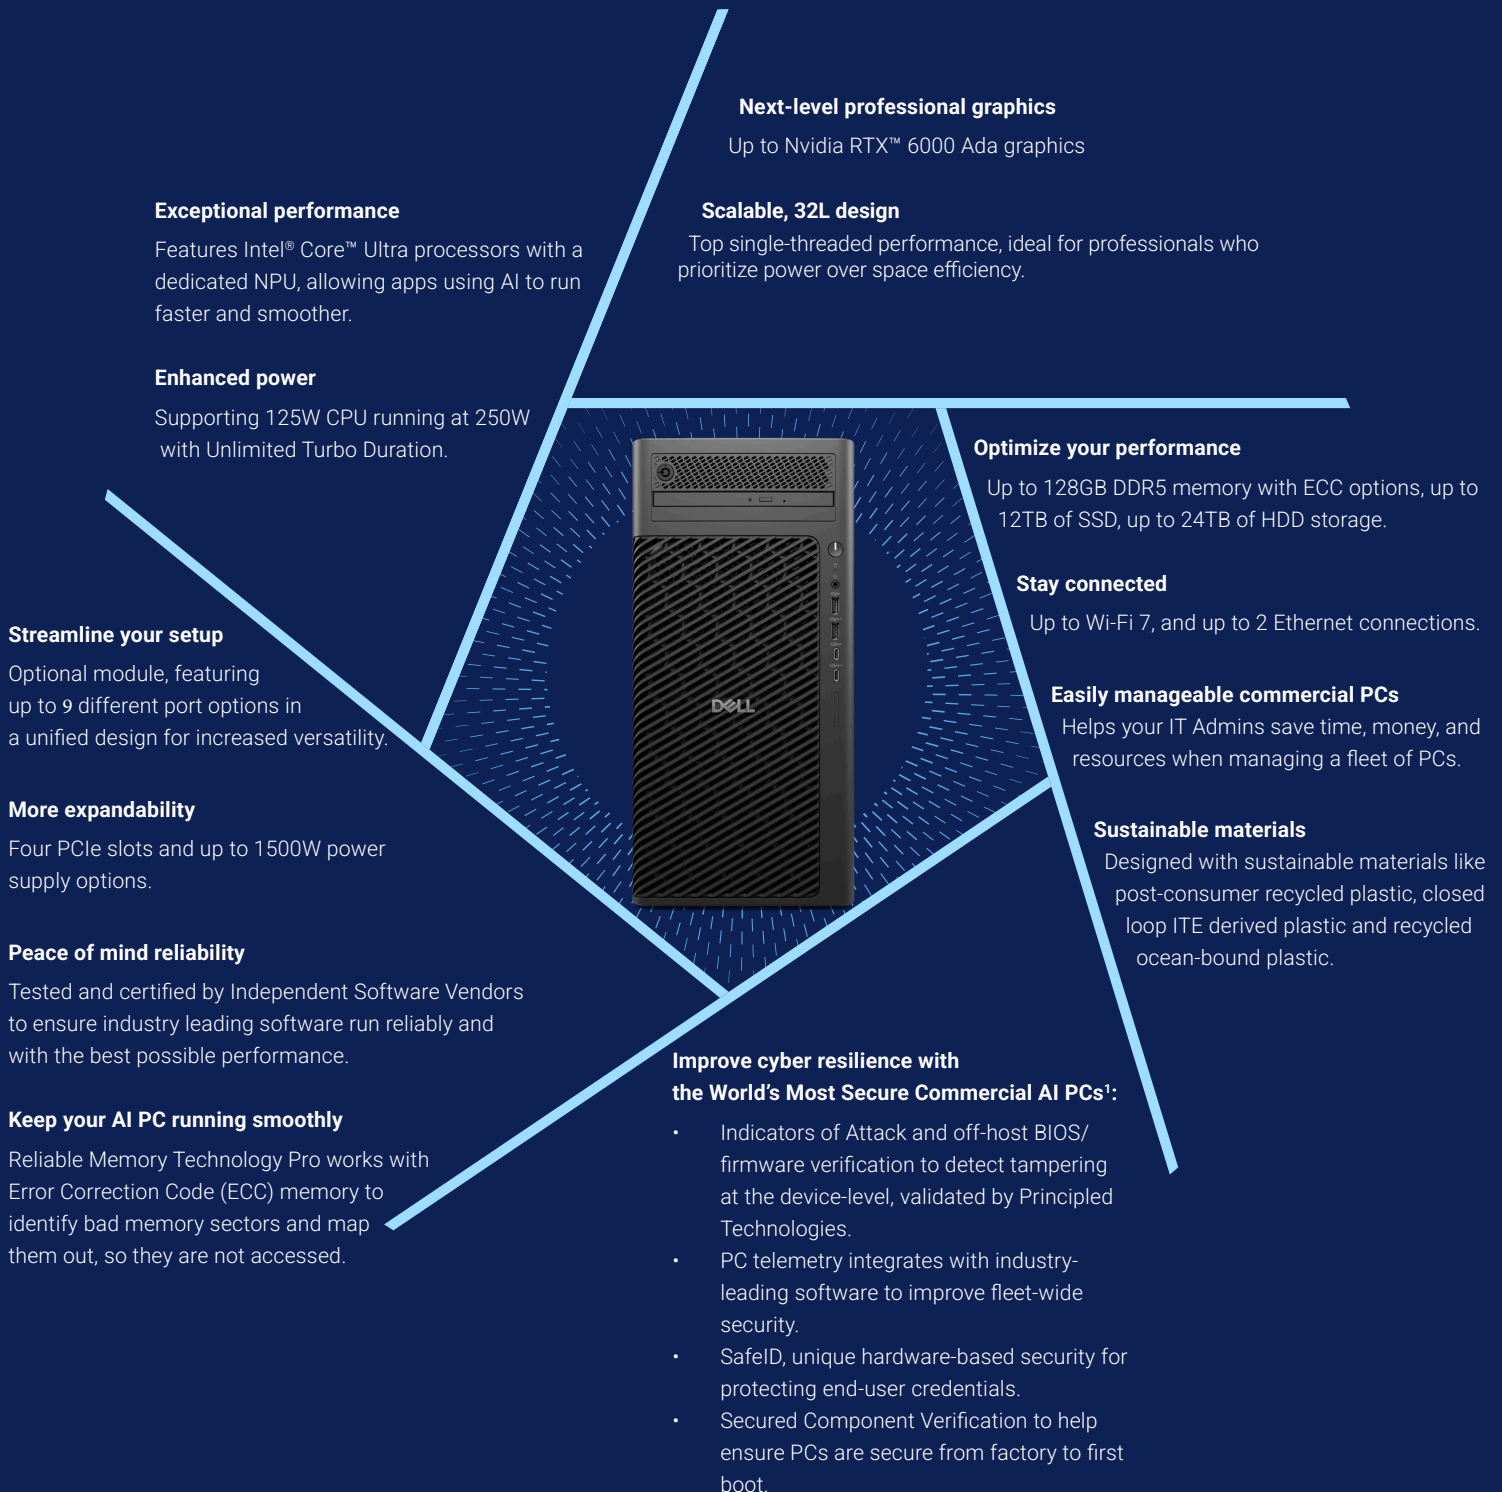 Next-level professional graphics
Up to Nvidia RTX™ 6000 Ada graphics
Scalable, 32L design
Top single-threaded performance, ideal for professionals who
prioritize power over space efficiency.
Exceptional performance
Features Intel® Core™ Ultra processors with a
dedicated NPU, allowing apps using AI to run
faster and smoother.
Enhanced power
Supporting 125W CPU running at 250W
with Unlimited Turbo Duration.
Optimize your performance
Up to 128GB DDR5 memory with ECC options, up to
12TB of SSD, up to 24TB of HDD storage.
Stay connected
Up to Wi-Fi 7, and up to 2 Ethernet connections.
Easily manageable commercial PCs
Helps your IT Admins save time, money, and
resources when managing a fleet of PCs.
Sustainable materials
Designed with sustainable materials like
post-consumer recycled plastic, closed
loop ITE derived plastic and recycled
ocean-bound plastic.
DELL
Streamline your setup
Optional module, featuring
up to 9 different port options in
a unified design for increased versatility.
More expandability
Four PCIe slots and up to 1500W power
supply options.
Peace of mind reliability
Tested and certified by Independent Software Vendors
to ensure industry leading software run reliably and
with the best possible performance.
Keep your AI PC running smoothly
Reliable Memory Technology Pro works with
Error Correction Code (ECC) memory to
identify bad memory sectors and map
them out, so they are not accessed.
Improve cyber resilience with
the World's Most Secure Commercial AI PCs¹:
• Indicators of Attack and off-host BIOS/
firmware verification to detect tampering
at the device-level, validated by Principled
Technologies.
• PC telemetry integrates with industry-
leading software to improve fleet-wide
security.
• SafeID, unique hardware-based security for
protecting end-user credentials.
• Secured Component Verification to help
ensure PCs are secure from factory to first
boot.